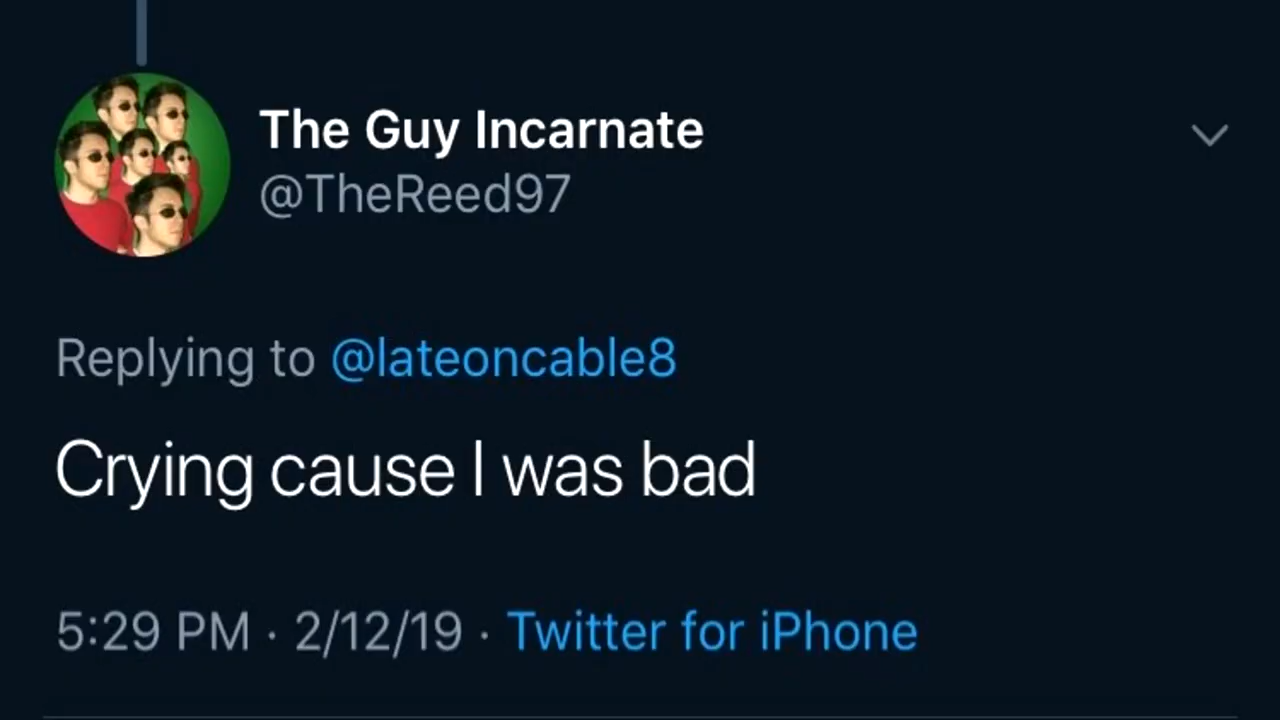 The Guy Incarnate
@TheReed97
Replying to @lateoncable8
Crying cause I was bad
5:29 PM · 2/12/19 · Twitter for iPhone